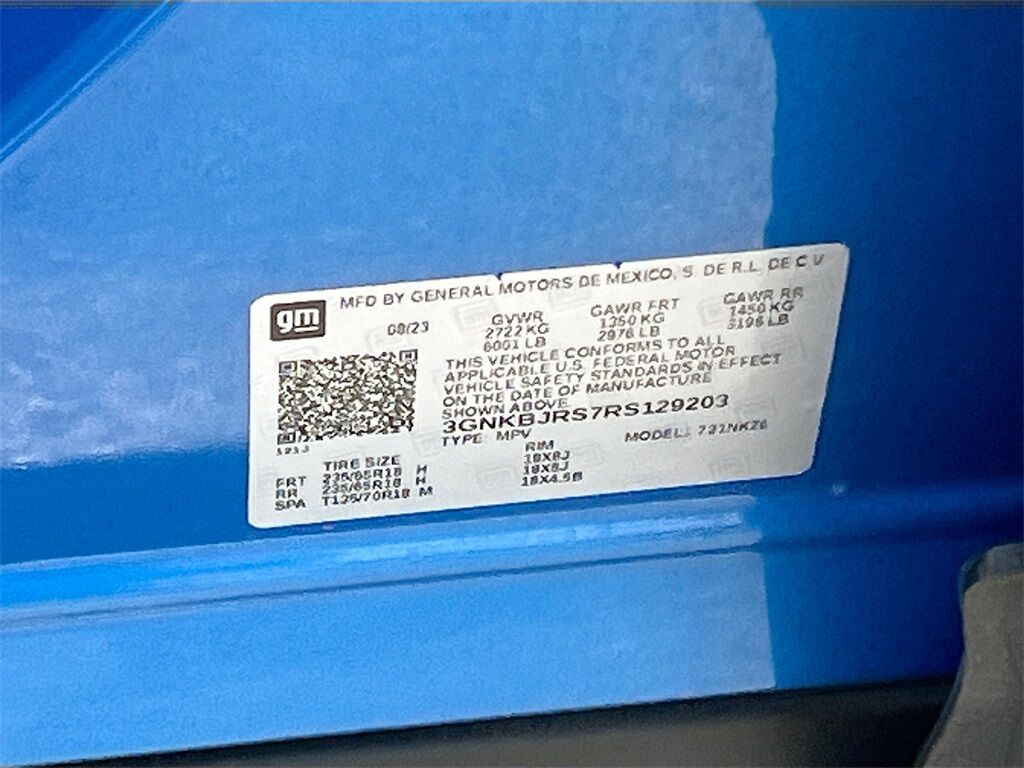 gm
MFD BY GENERAL MOTORS DE MEXICO, S. DE R.L. DE C V
08/23
GVWR
2722 KG
6001 LB
GAWR FRT
1350 KG
2976 LB
GAWR RR
1450 KG
3196 LB
THIS VEHICLE CONFORMS TO ALL
APPLICABLE U.S. FEDERAL MOTOR
VEHICLE SAFETY STANDARDS IN EFFECT
ON THE DATE OF MANUFACTURE
SHOWN ABOVE
3GNKBJRS7RS129203
TYPE: MPV
MODEL:
TIRE SIZE
RIM
FRT 235/65R18 H 18X8J
RR 235/65R18 H 18X8J
SPA T135/70R18 M 18X4.5B